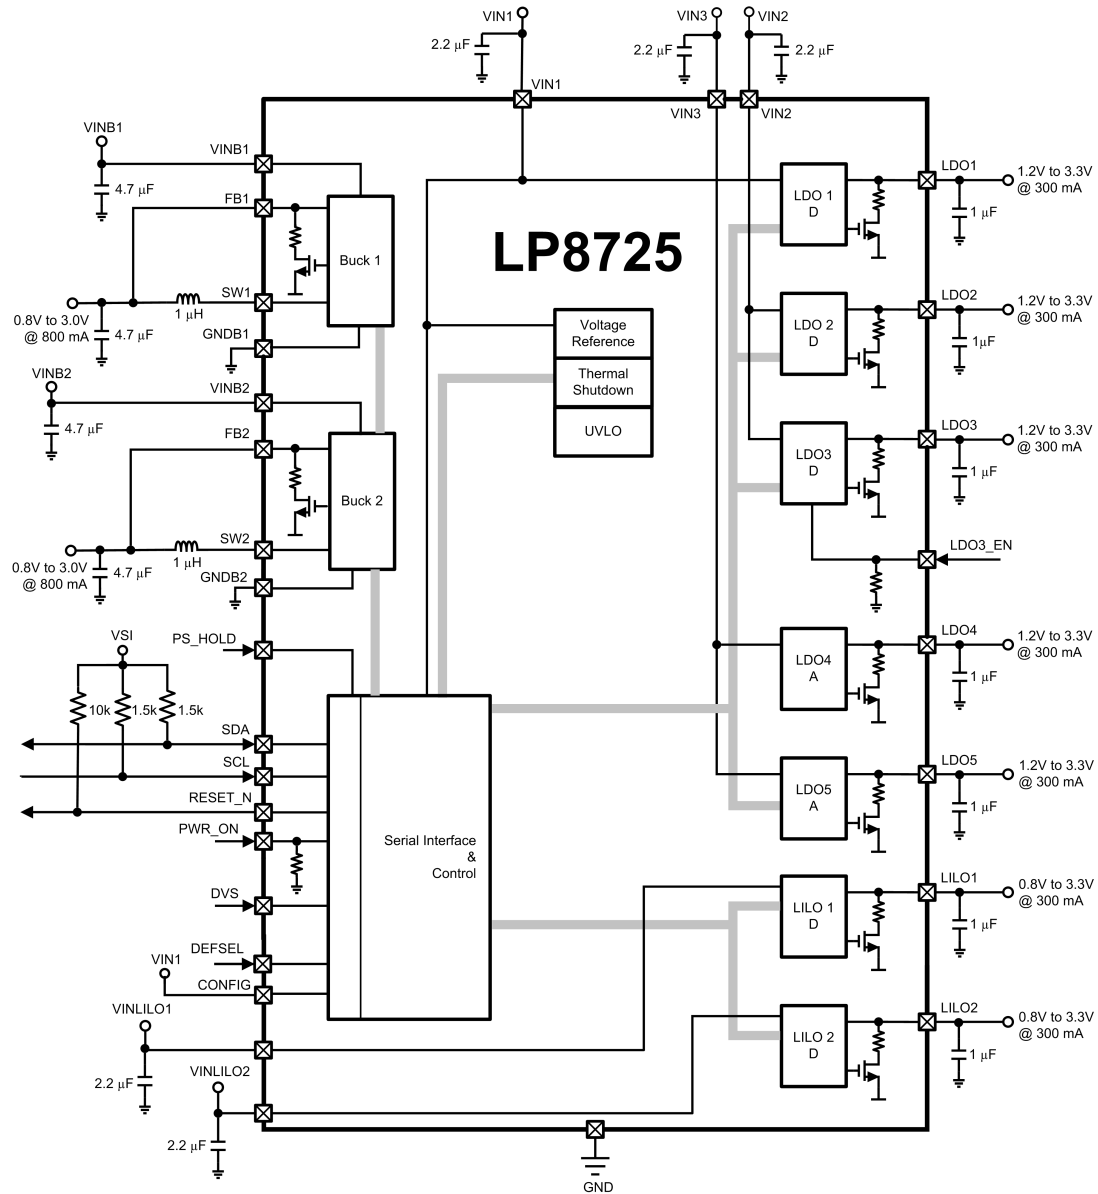 VIN1
2.2 µF
VIN1
VIN3
2.2 µF
VIN3
VIN2
2.2 µF
VIN2
VINB1
4.7 µF
VINB1
FB1
Buck 1
SW1
1 µH
0.8V to 3.0V
@ 800 mA
4.7 µF
GNDB1
VINB2
4.7 µF
VINB2
FB2
Buck 2
SW2
1 µH
0.8V to 3.0V
@ 800 mA
4.7 µF
GNDB2
LP8725
Voltage
Reference
Thermal
Shutdown
UVLO
LDO 1
D
LDO1
1.2V to 3.3V
@ 300 mA
1 µF
LDO 2
D
LDO2
1.2V to 3.3V
@ 300 mA
1µF
LDO3
D
LDO3
1.2V to 3.3V
@ 300 mA
1 µF
LDO3_EN
LDO4
A
LDO4
1.2V to 3.3V
@ 300 mA
1 µF
LDO5
A
LDO5
1.2V to 3.3V
@ 300 mA
1 µF
PS_HOLD
VSI
10k
1.5k
1.5k
SDA
SCL
RESET_N
PWR_ON
DVS
DEFSEL
VIN1
CONFIG
Serial Interface
&
Control
LILO 1
D
LILO1
0.8V to 3.3V
@ 300 mA
1 µF
LILO 2
D
LILO2
0.8V to 3.3V
@ 300 mA
1 µF
VINLILO1
2.2 µF
VINLILO2
2.2 µF
GND